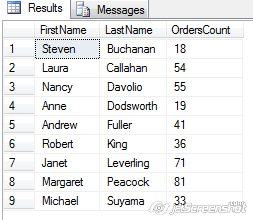 Results Messages
FirstName LastName OrdersCount
1 Steven Buchanan 18
2 Laura Callahan 54
3 Nancy Davolio 55
4 Anne Dodsworth 19
5 Andrew Fuller 41
6 Robert King 36
7 Janet Leverling 71
8 Margaret Peacock 81
9 Michael Suyama 33